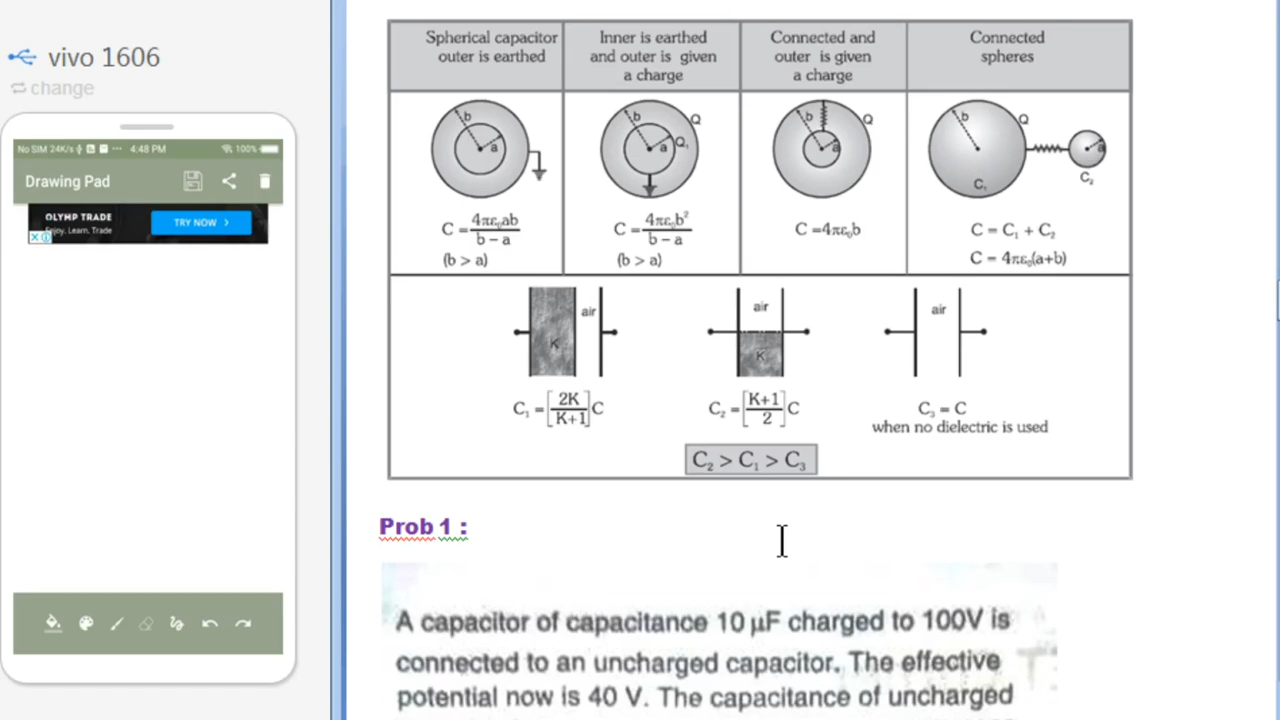 vivo 1606
change
No SIM 24K/s 4:48 PM 100%
Drawing Pad
OLYMP TRADE
Enjoy. Learn. Trade
TRY NOW >
Spherical capacitor
outer is earthed
Inner is earthed
and outer is given
a charge
Connected and
outer is given
a charge
Connected
spheres
b
a
b
a
Q
Q₁
b
a
Q
b
Q
a
C₁
C₂
C = 4πε₀ab / b − a
(b > a)
C = 4πε₀b² / b − a
(b > a)
C =4πε₀b
C = C₁ + C₂
C = 4πε₀(a+b)
K
air
air
K
air
C₁ = [2K / K+1] C
C₂ = [K+1 / 2] C
C₃ = C
when no dielectric is used
C₂ > C₁ > C₃
Prob 1 :
A capacitor of capacitance 10 μF charged to 100V is
connected to an uncharged capacitor. The effective
potential now is 40 V. The capacitance of uncharged